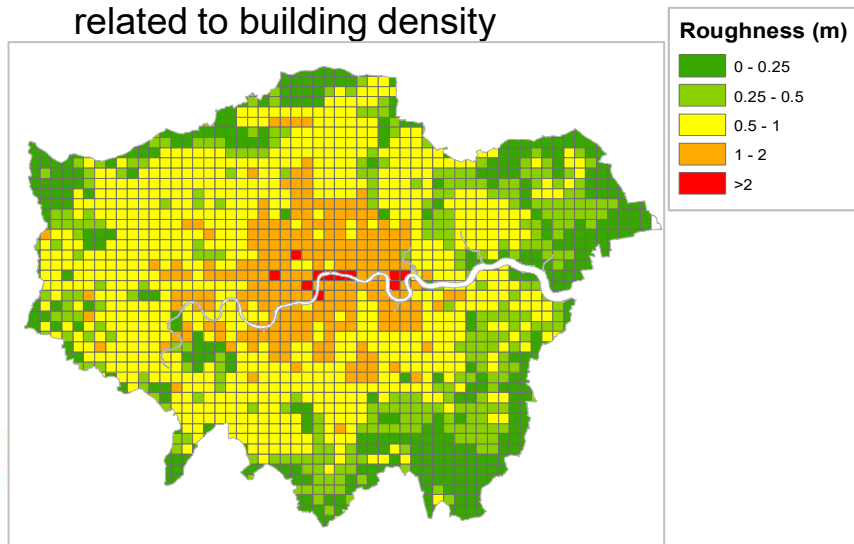 related to building density
Roughness (m)
0 - 0.25
0.25 - 0.5
0.5 - 1
1 - 2
>2